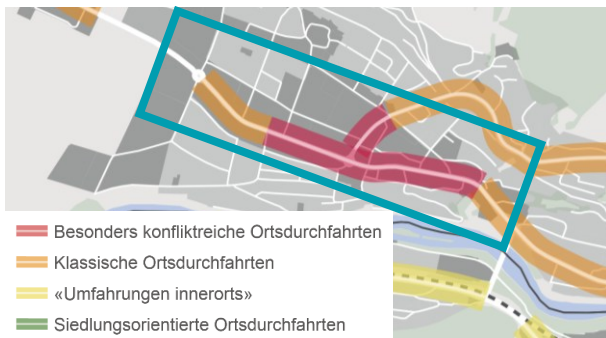 Besonders konfliktreiche Ortsdurchfahrten
Klassische Ortsdurchfahrten
«Umfahrungen innerorts»
Siedlungsorientierte Ortsdurchfahrten